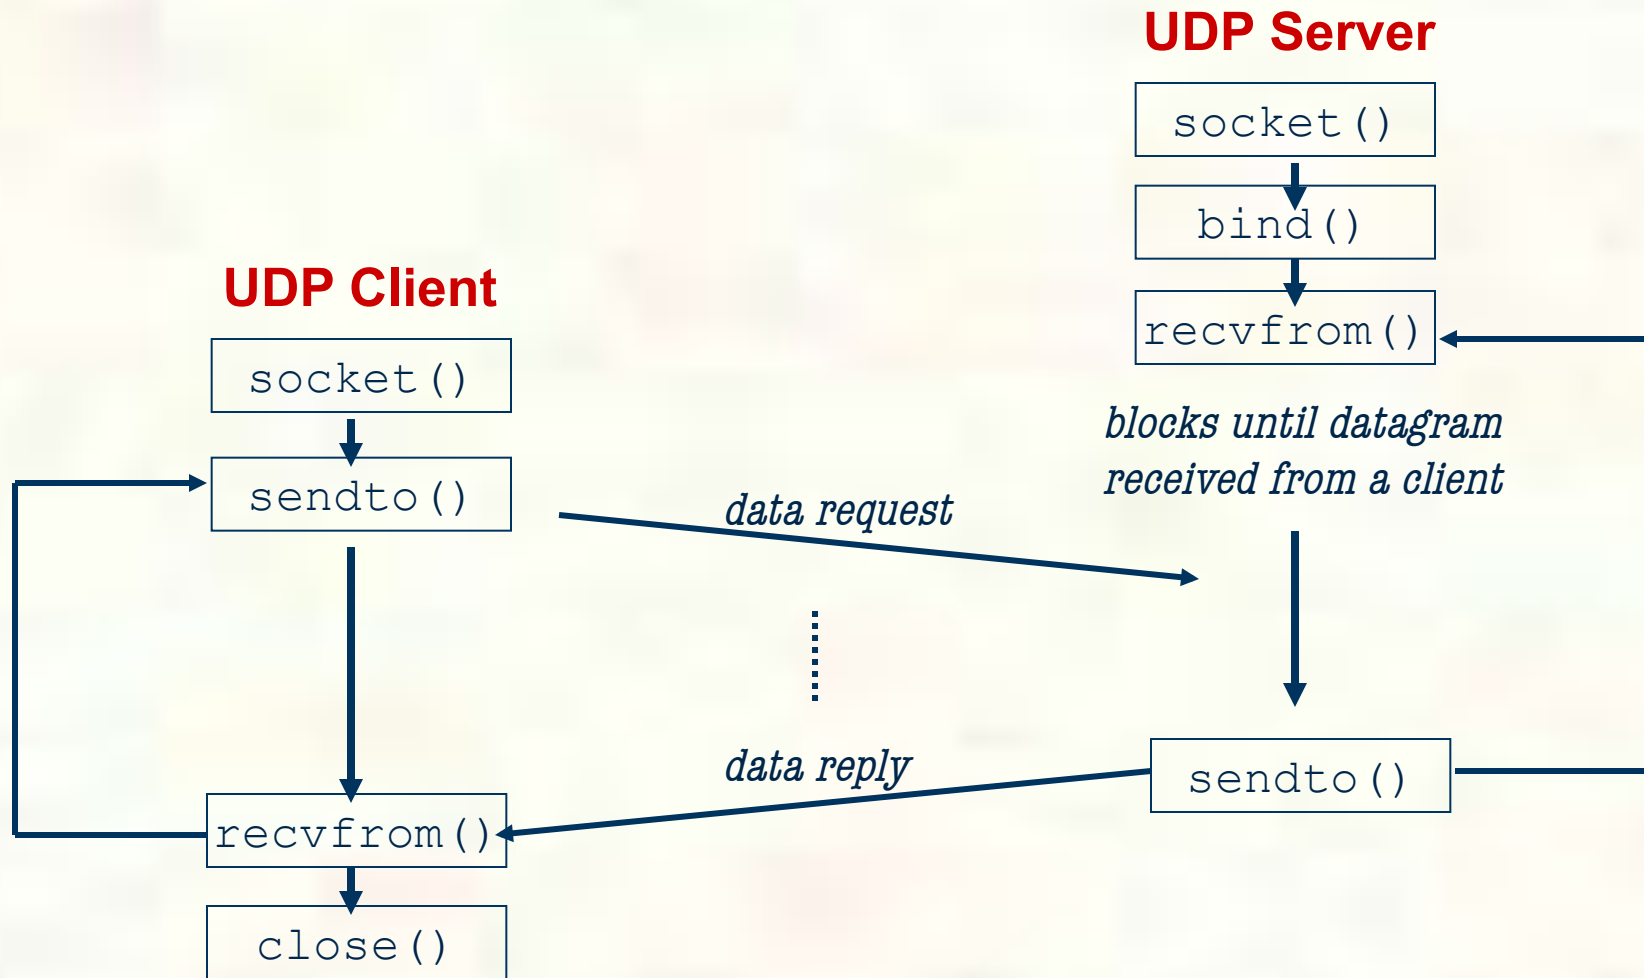 UDP Server
socket()
bind()
recvfrom()
blocks until datagram
received from a client
sendto()
UDP Client
socket()
sendto()
data request
data reply
recvfrom()
close()